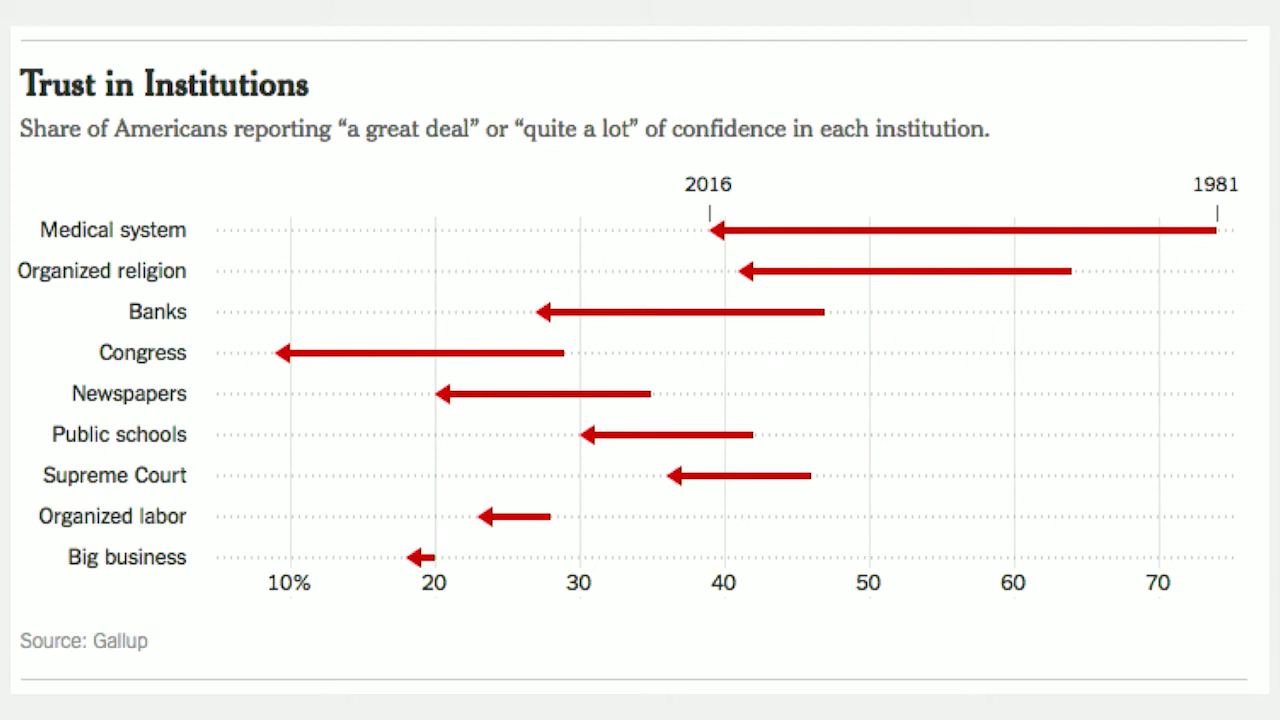 Trust in Institutions
Share of Americans reporting “a great deal” or “quite a lot” of confidence in each institution.
2016 1981
Medical system
Organized religion
Banks
Congress
Newspapers
Public schools
Supreme Court
Organized labor
Big business
10% 20 30 40 50 60 70
Source: Gallup